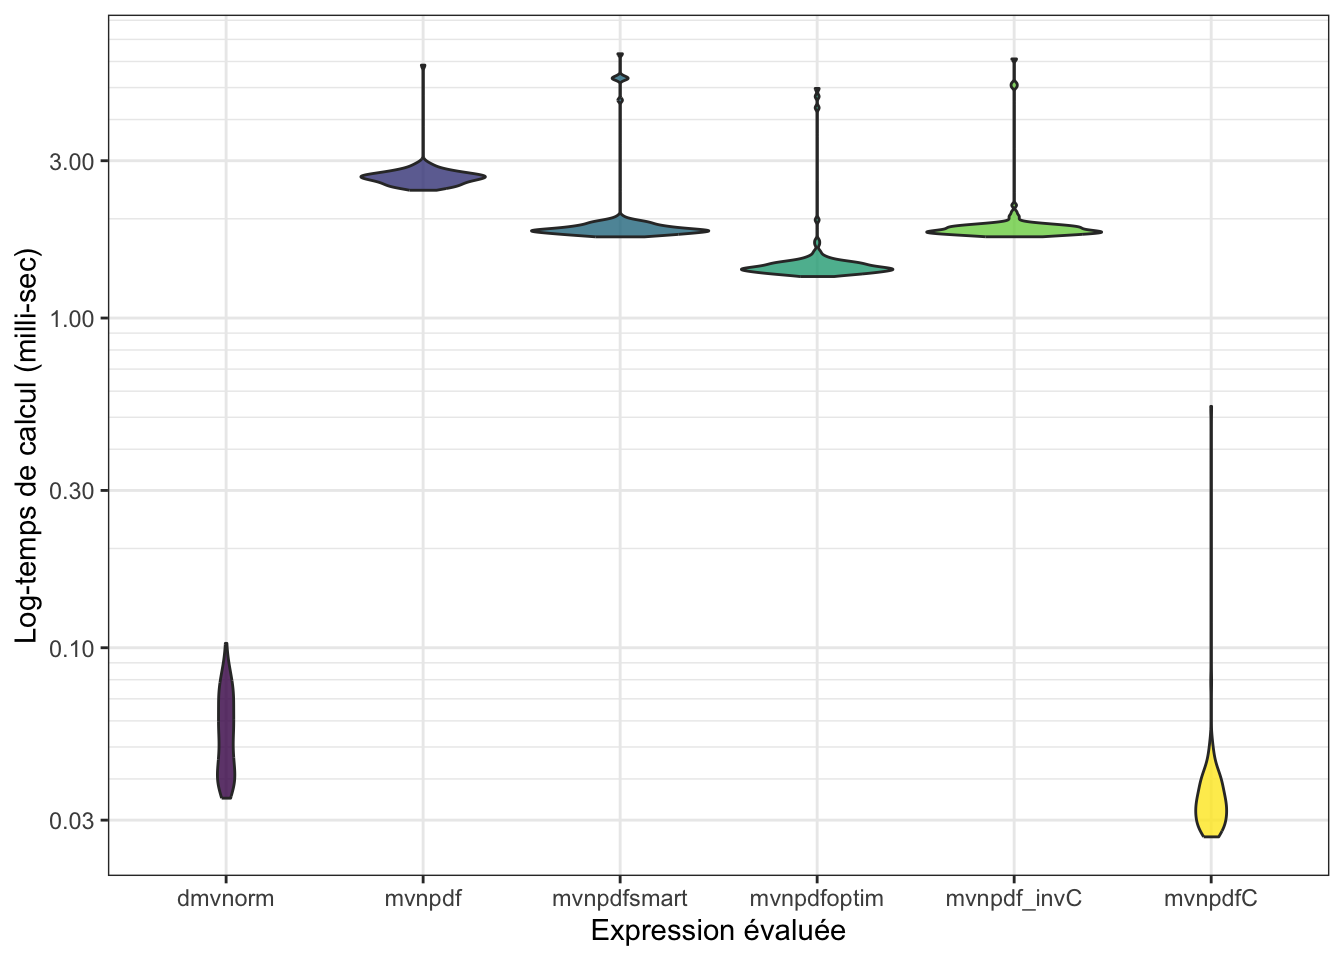 Log-temps de calcul (milli-sec)
3.00
1.00
0.30
0.10
0.03
dmvnorm mvnpdf mvnpdfsmart mvnpdfoptim mvnpdf_invC mvnpdfC
Expression évaluée